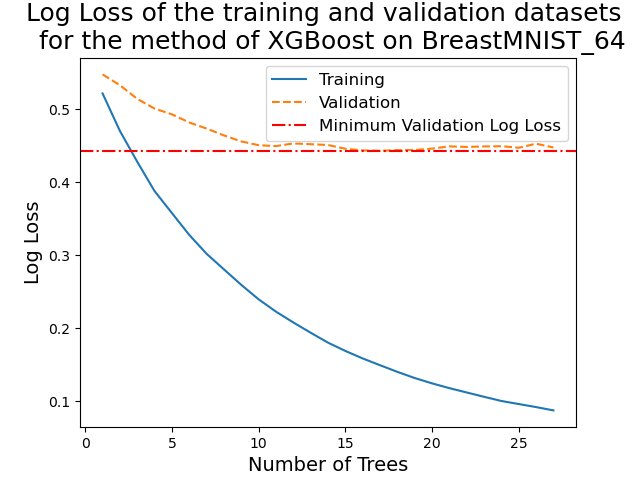 Log Loss of the training and validation datasets
for the method of XGBoost on BreastMNIST_64
Training
Validation
Minimum Validation Log Loss
Log Loss
0.5
0.4
0.3
0.2
0.1
0 5 10 15 20 25
Number of Trees